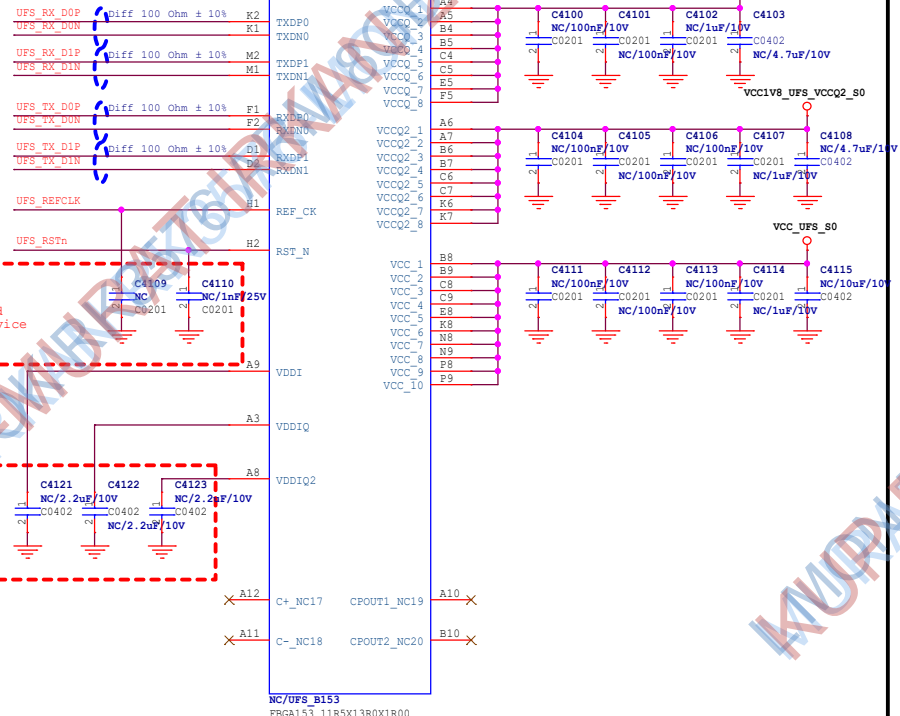 UFS_RX_D0P Diff 100 Ohm ± 10% K2 TXDP0
UFS_RX_D0N K1 TXDN0
UFS_RX_D1P Diff 100 Ohm ± 10% M2 TXDP1
UFS_RX_D1N M1 TXDN1
UFS_TX_D0P Diff 100 Ohm ± 10% F1 RXDP0
UFS_TX_D0N F2 RXDN0
UFS_TX_D1P Diff 100 Ohm ± 10% D1 RXDP1
UFS_TX_D1N D2 RXDN1
UFS_REFCLK H1 REF_CK
UFS_RSTn H2 RST_N
C4109 C4110
NC NC/1nF/25V
C0201 C0201
vice
A9 VDDI
A3 VDDIQ
A8 VDDIQ2
C4121 C4122 C4123
NC/2.2uF/10V NC/2.2uF/10V
C0402 C0402 C0402
NC/2.2uF/10V
1 1 1
2 2 2
A12 C+_NC17 CPOUT1_NC19 A10
A11 C-_NC18 CPOUT2_NC20 B10
NC/UFS_B153
FBGA153_11R5X13R0X1R00
VCCQ_1 A4
VCCQ_2 A5
VCCQ_3 B4
VCCQ_4 B5
VCCQ_5 C4
VCCQ_6 C5
VCCQ_7 E5
VCCQ_8 F5
C4100 C4101 C4102 C4103
NC/100nF/10V NC/1uF/10V
C0201 C0201 C0201 C0402
NC/100nF/10V NC/4.7uF/10V
VCC1V8_UFS_VCCQ2_S0
VCCQ2_1 A6
VCCQ2_2 A7
VCCQ2_3 B6
VCCQ2_4 B7
VCCQ2_5 C6
VCCQ2_6 C7
VCCQ2_7 K6
VCCQ2_8 K7
C4104 C4105 C4106 C4107 C4108
NC/100nF/10V NC/100nF/10V NC/4.7uF/10V
C0201 C0201 C0201 C0201 C0402
NC/100nF/10V NC/1uF/10V
VCC_UFS_S0
VCC_1 B8
VCC_2 B9
VCC_3 C8
VCC_4 C9
VCC_5 E8
VCC_6 K8
VCC_7 N8
VCC_8 N9
VCC_9 P8
VCC_10 P9
C4111 C4112 C4113 C4114 C4115
NC/100nF/10V NC/100nF/10V NC/10uF/10V
C0201 C0201 C0201 C0201 C0402
NC/100nF/10V NC/1uF/10V